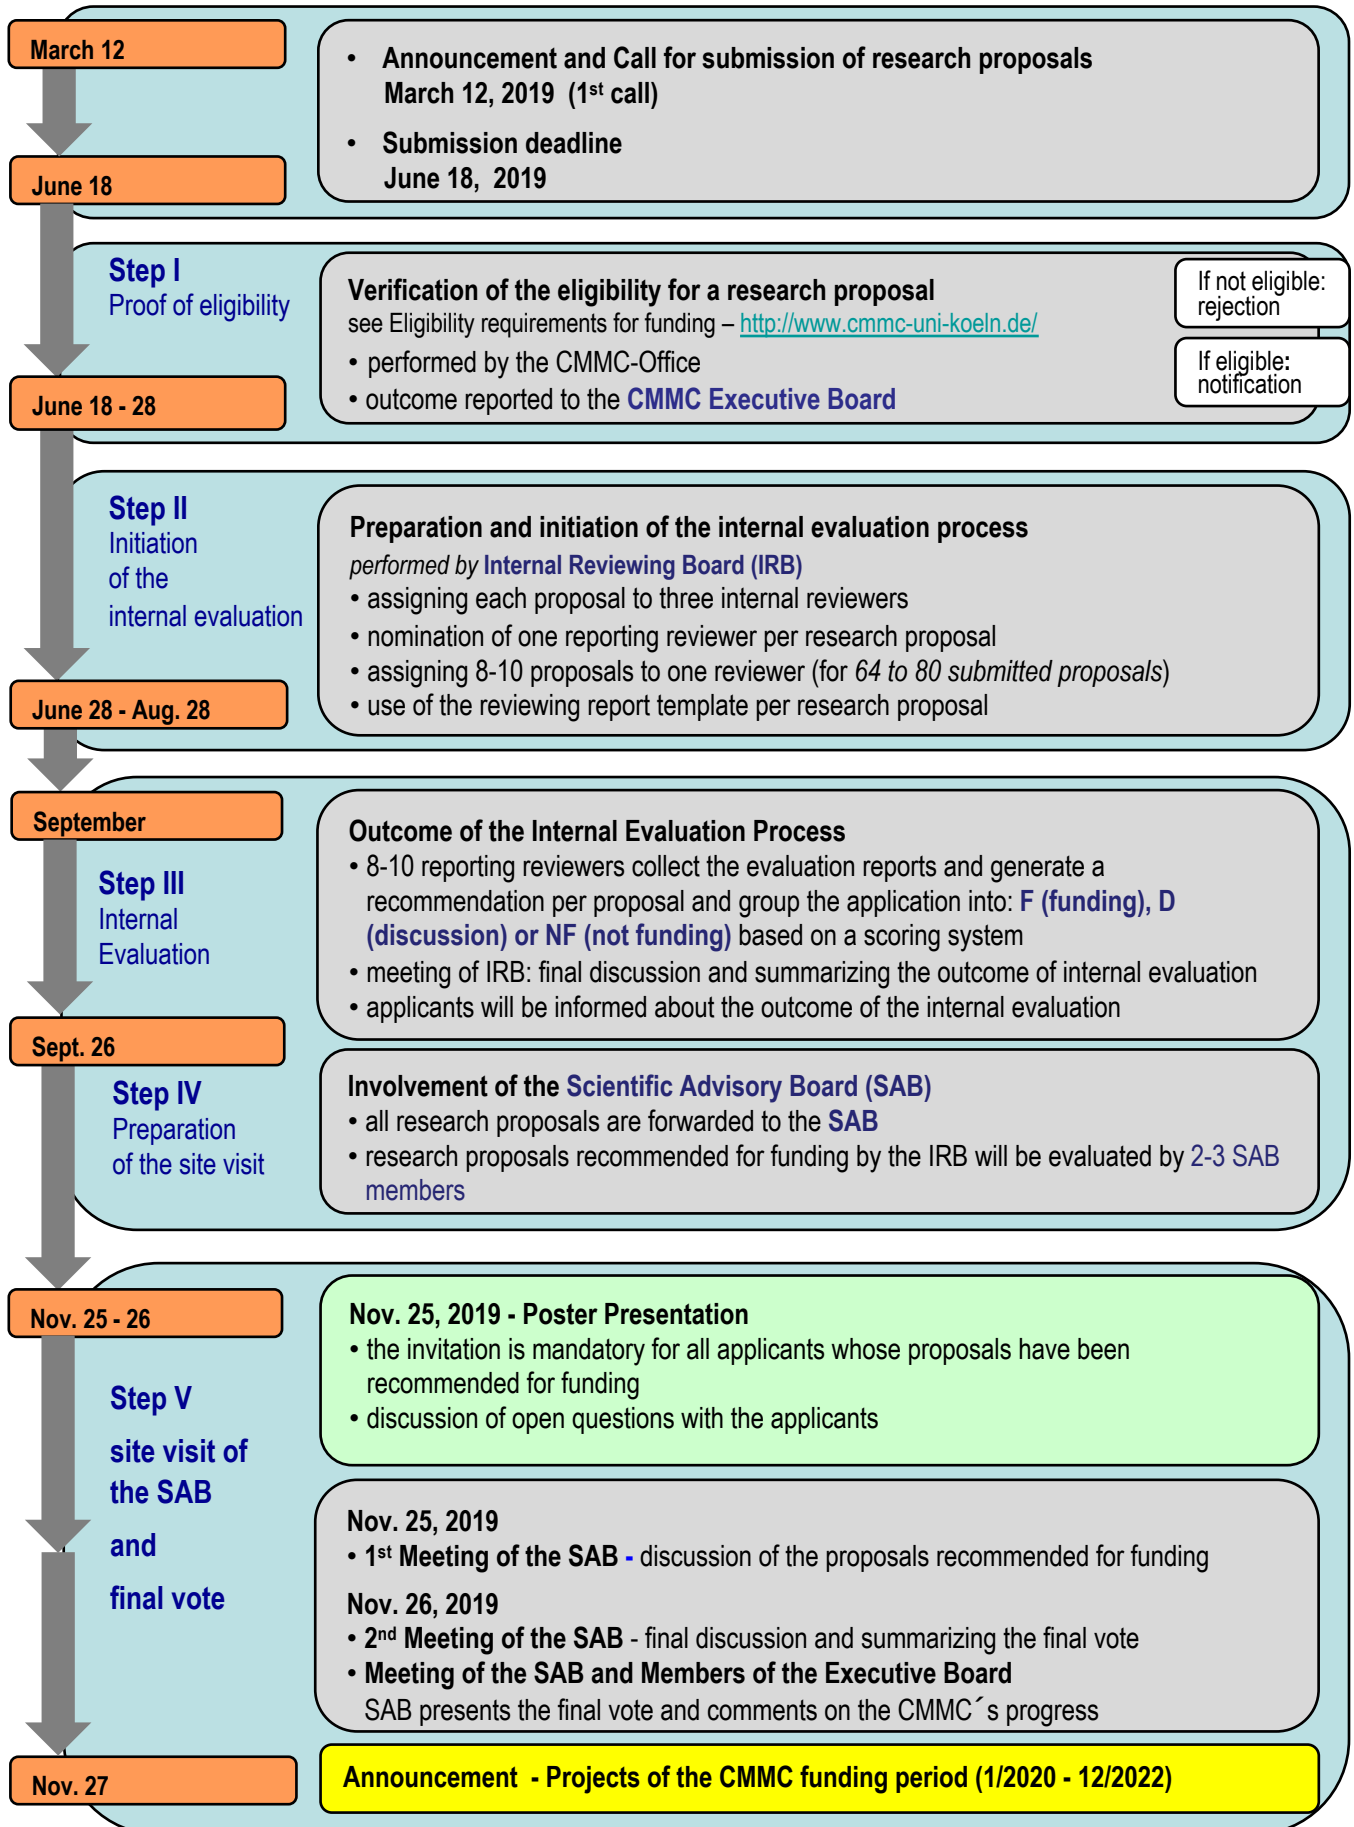 March 12
• Announcement and Call for submission of research proposals
March 12, 2019 (1st call)
• Submission deadline
June 18, 2019
June 18
Step I
Proof of eligibility
Verification of the eligibility for a research proposal
see Eligibility requirements for funding – http://www.cmmc-uni-koeln.de/
• performed by the CMMC-Office
• outcome reported to the CMMC Executive Board
If not eligible:
rejection
If eligible:
notification
June 18 - 28
Step II
Initiation
of the
internal evaluation
Preparation and initiation of the internal evaluation process
performed by Internal Reviewing Board (IRB)
• assigning each proposal to three internal reviewers
• nomination of one reporting reviewer per research proposal
• assigning 8-10 proposals to one reviewer (for 64 to 80 submitted proposals)
• use of the reviewing report template per research proposal
June 28 - Aug. 28
September
Step III
Internal
Evaluation
Outcome of the Internal Evaluation Process
• 8-10 reporting reviewers collect the evaluation reports and generate a
recommendation per proposal and group the application into: F (funding), D
(discussion) or NF (not funding) based on a scoring system
• meeting of IRB: final discussion and summarizing the outcome of internal evaluation
• applicants will be informed about the outcome of the internal evaluation
Sept. 26
Step IV
Preparation
of the site visit
Involvement of the Scientific Advisory Board (SAB)
• all research proposals are forwarded to the SAB
• research proposals recommended for funding by the IRB will be evaluated by 2-3 SAB
members
Nov. 25 - 26
Step V
site visit of
the SAB
and
final vote
Nov. 25, 2019 - Poster Presentation
• the invitation is mandatory for all applicants whose proposals have been
recommended for funding
• discussion of open questions with the applicants
Nov. 25, 2019
• 1st Meeting of the SAB - discussion of the proposals recommended for funding
Nov. 26, 2019
• 2nd Meeting of the SAB - final discussion and summarizing the final vote
• Meeting of the SAB and Members of the Executive Board
SAB presents the final vote and comments on the CMMC´s progress
Nov. 27
Announcement - Projects of the CMMC funding period (1/2020 - 12/2022)